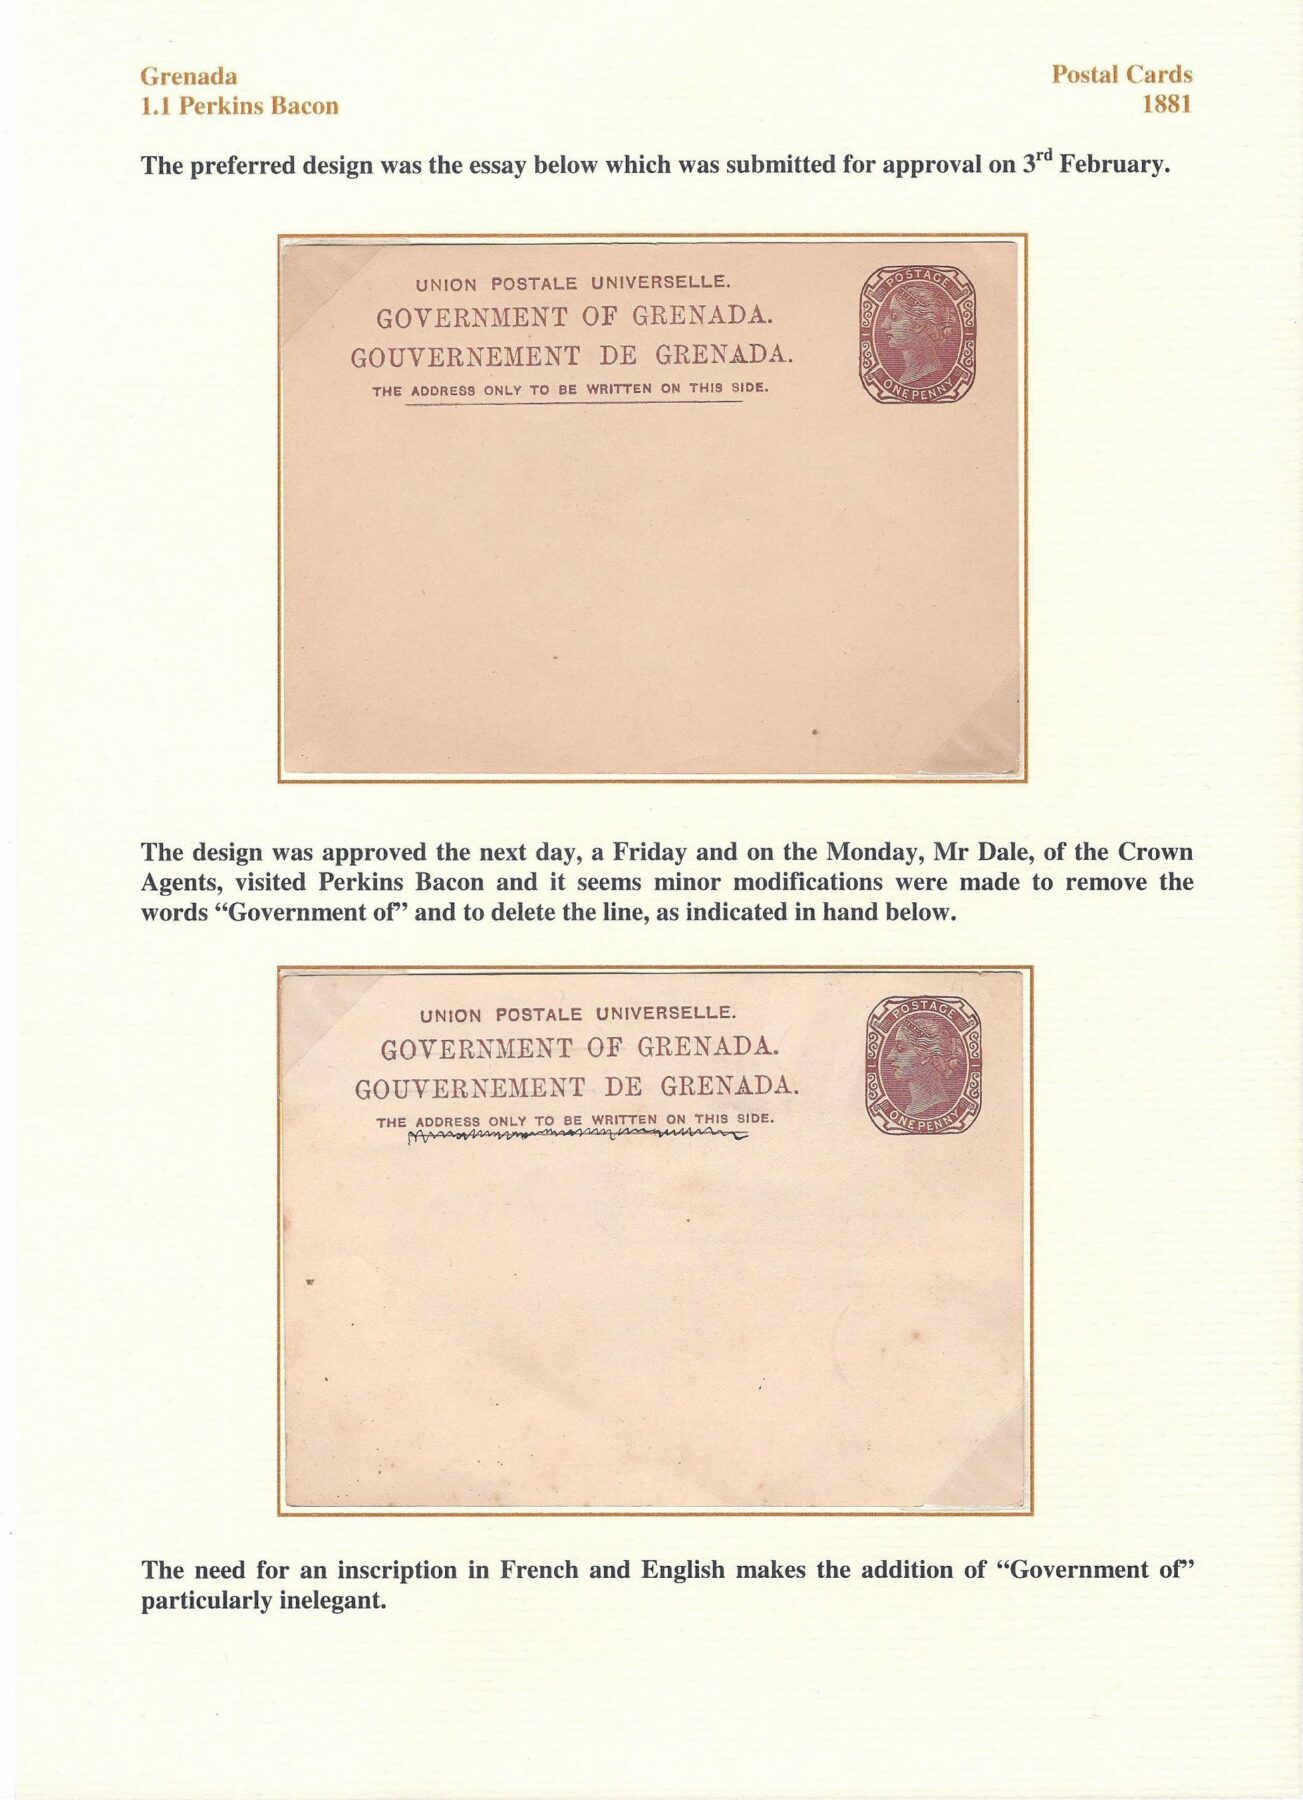 Grenada
Postal Cards
1.1 Perkins Bacon
1881
The preferred design was the essay below which was submitted for approval on 3rd February.
UNION POSTALE UNIVERSELLE.
GOVERNMENT OF GRENADA.
GOUVERNEMENT DE GRENADA.
THE ADDRESS ONLY TO BE WRITTEN ON THIS SIDE.
POSTAGE
ONE PENNY
The design was approved the next day, a Friday and on the Monday, Mr Dale, of the Crown
Agents, visited Perkins Bacon and it seems minor modifications were made to remove the
words “Government of” and to delete the line, as indicated in hand below.
UNION POSTALE UNIVERSELLE.
GOVERNMENT OF GRENADA.
GOUVERNEMENT DE GRENADA.
THE ADDRESS ONLY TO BE WRITTEN ON THIS SIDE.
POSTAGE
ONE PENNY
The need for an inscription in French and English makes the addition of “Government of”
particularly inelegant.